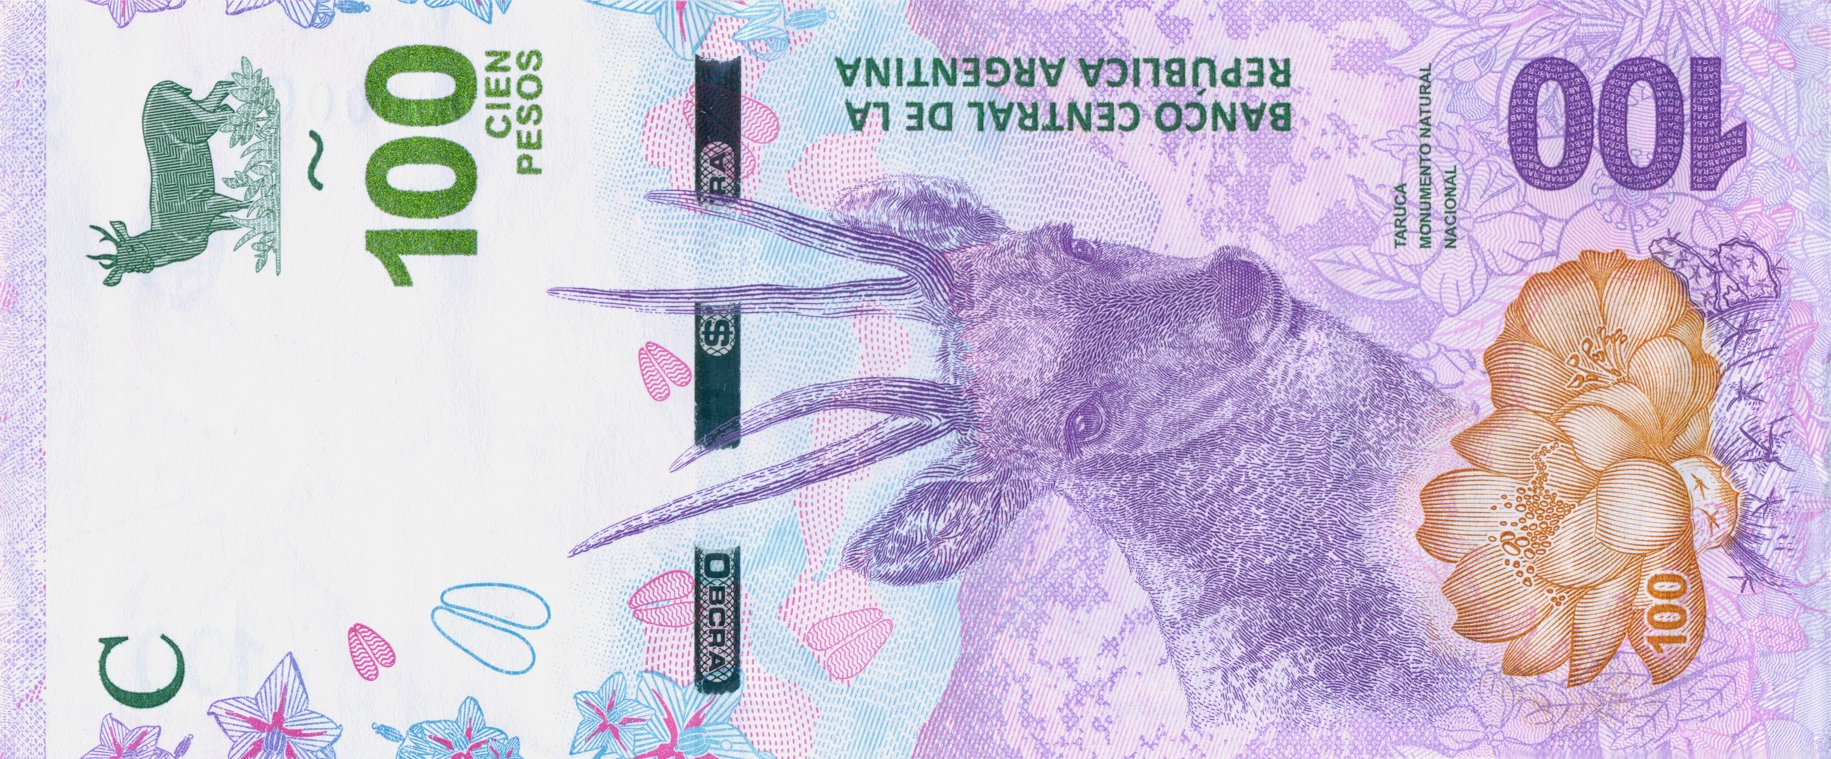 100
CIEN
PESOS
C
RA
$
BCRA
BANCO CENTRAL DE LA
REPÚBLICA ARGENTINA
TARUCA
MONUMENTO NATURAL
NACIONAL
100
100